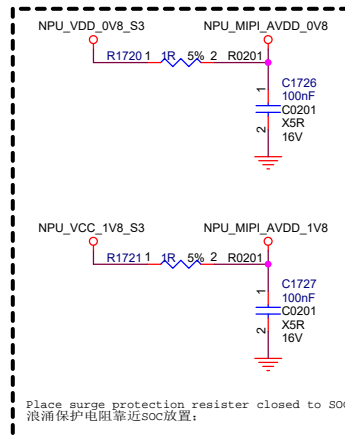 NPU_VDD_0V8_S3 NPU_MIPI_AVDD_0V8
R1720 1 1R 5% 2 R0201
1 C1726
100nF
C0201
2 X5R
16V
NPU_VCC_1V8_S3 NPU_MIPI_AVDD_1V8
R1721 1 1R 5% 2 R0201
1 C1727
100nF
C0201
2 X5R
16V
Place surge protection resister closed to SOC
浪涌保护电阻靠近SOC放置;